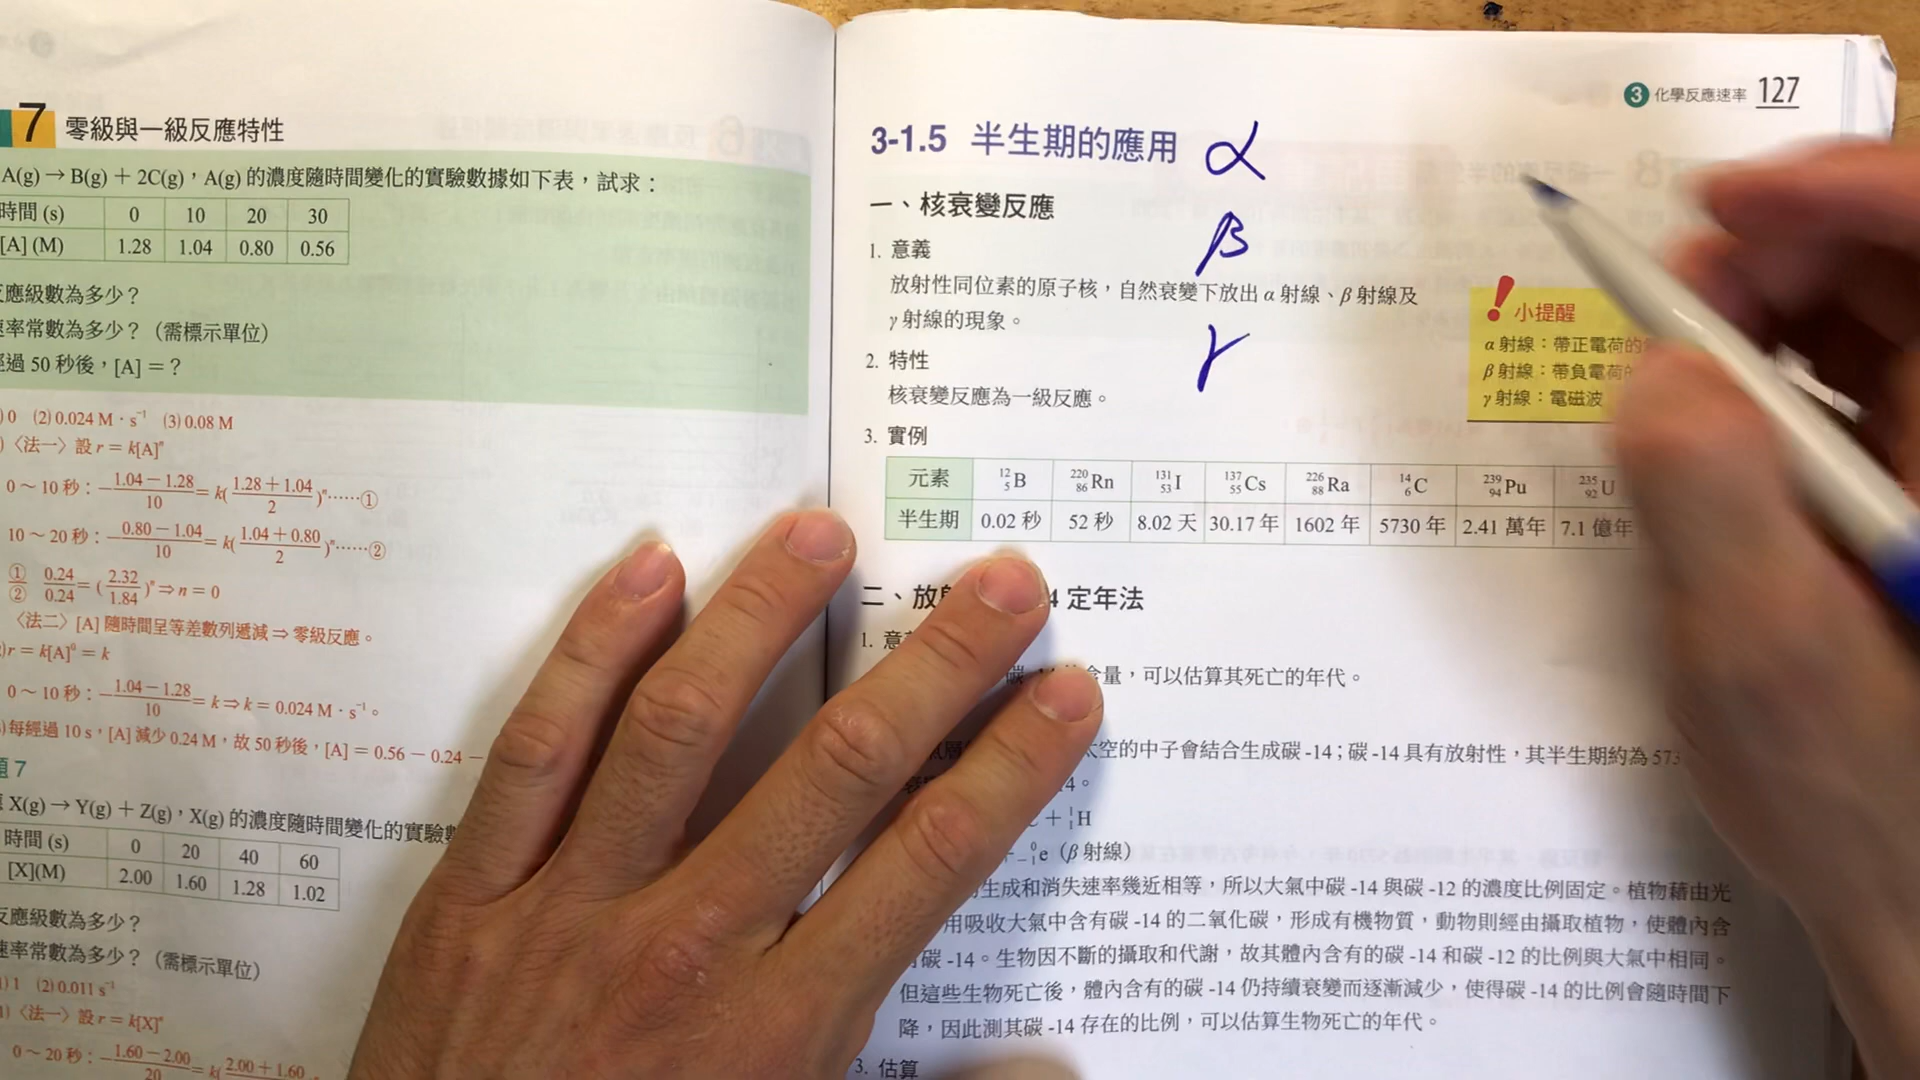 7 零級與一級反應特性
A(g) → B(g) + 2C(g),A(g) 的濃度隨時間變化的實驗數據如下表,試求:
時間 (s) 0 10 20 30
[A] (M) 1.28 1.04 0.80 0.56
應級數為多少?
率常數為多少?(需標示單位)
過 50 秒後,[A] = ?
)0 (2) 0.024 M · s⁻¹ (3) 0.08 M
)〈法一〉設 r = k[A]ⁿ
0～10 秒:-(1.04 - 1.28)/10 = k((1.28 + 1.04)/2)ⁿ……①
10～20 秒:-(0.80 - 1.04)/10 = k((1.04 + 0.80)/2)ⁿ……②
①/② 0.24/0.24 = (2.32/1.84)ⁿ ⇒ n = 0
〈法二〉[A] 隨時間呈等差數列遞減 ⇒ 零級反應。
)r = k[A]⁰ = k
0～10 秒:-(1.04 - 1.28)/10 = k ⇒ k = 0.024 M · s⁻¹。
)每經過 10 s,[A] 減少 0.24 M,故 50 秒後,[A] = 0.56 - 0.24 -
題 7
X(g) → Y(g) + Z(g),X(g) 的濃度隨時間變化的實驗
時間 (s) 0 20 40 60
[X](M) 2.00 1.60 1.28 1.02
反應級數為多少?
速率常數為多少?(需標示單位)
)1 (2) 0.011 s⁻¹
)〈法一〉設 r = k[X]ⁿ
0～20 秒:-(1.60 - 2.00)/20 = k(2.00 + 1.60
3 化學反應速率 127
3-1.5 半生期的應用 α
一、核衰變反應
β
1. 意義
放射性同位素的原子核,自然衰變下放出 α 射線、β 射線及
γ 射線的現象。
γ
2. 特性
核衰變反應為一級反應。
! 小提醒
α 射線:帶正電荷的
β 射線:帶負電荷的
γ 射線:電磁波
3. 實例
元素 ¹²₅B ²²⁰₈₆Rn ¹³¹₅₃I ¹³⁷₅₅Cs ²²⁶₈₈Ra ¹⁴₆C ²³⁹₉₄Pu ²³⁵₉₂U
半生期 0.02 秒 52 秒 8.02 天 30.17 年 1602 年 5730 年 2.41 萬年 7.1 億年
二、放 4 定年法
1. 意
碳 -14 含量,可以估算其死亡的年代。
太空的中子會結合生成碳 -14;碳 -14 具有放射性,其半生期約為 573
4。
+ ¹₁H
+ ⁰₋₁e(β 射線)
生成和消失速率幾近相等,所以大氣中碳 -14 與碳 -12 的濃度比例固定。植物藉由光
用吸收大氣中含有碳 -14 的二氧化碳,形成有機物質,動物則經由攝取植物,使體內含
碳 -14。生物因不斷的攝取和代謝,故其體內含有的碳 -14 和碳 -12 的比例與大氣中相同。
但這些生物死亡後,體內含有的碳 -14 仍持續衰變而逐漸減少,使得碳 -14 的比例會隨時間下
降,因此測其碳 -14 存在的比例,可以估算生物死亡的年代。
3. 估算